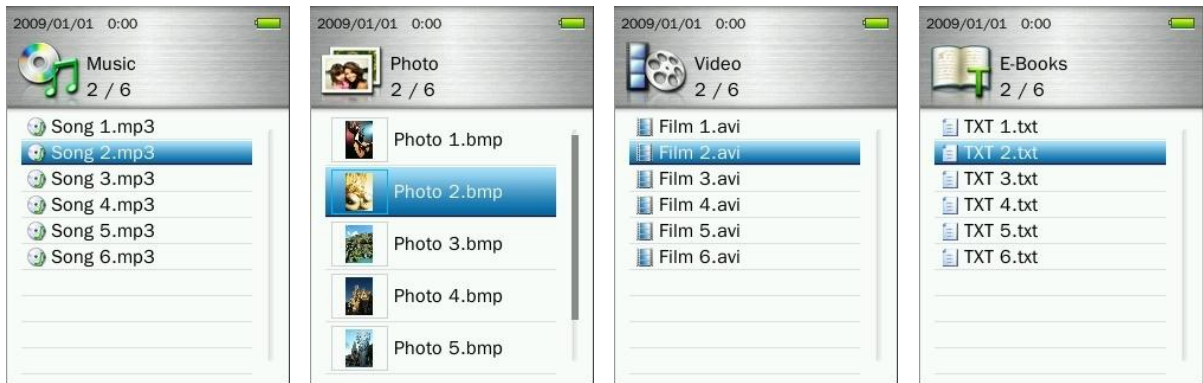 2009/01/01 0:00
Music
2 / 6
Song 1.mp3
Song 2.mp3
Song 3.mp3
Song 4.mp3
Song 5.mp3
Song 6.mp3
2009/01/01 0:00
Photo
2 / 6
Photo 1.bmp
Photo 2.bmp
Photo 3.bmp
Photo 4.bmp
Photo 5.bmp
2009/01/01 0:00
Video
2 / 6
Film 1.avi
Film 2.avi
Film 3.avi
Film 4.avi
Film 5.avi
Film 6.avi
2009/01/01 0:00
E-Books
2 / 6
TXT 1.txt
TXT 2.txt
TXT 3.txt
TXT 4.txt
TXT 5.txt
TXT 6.txt